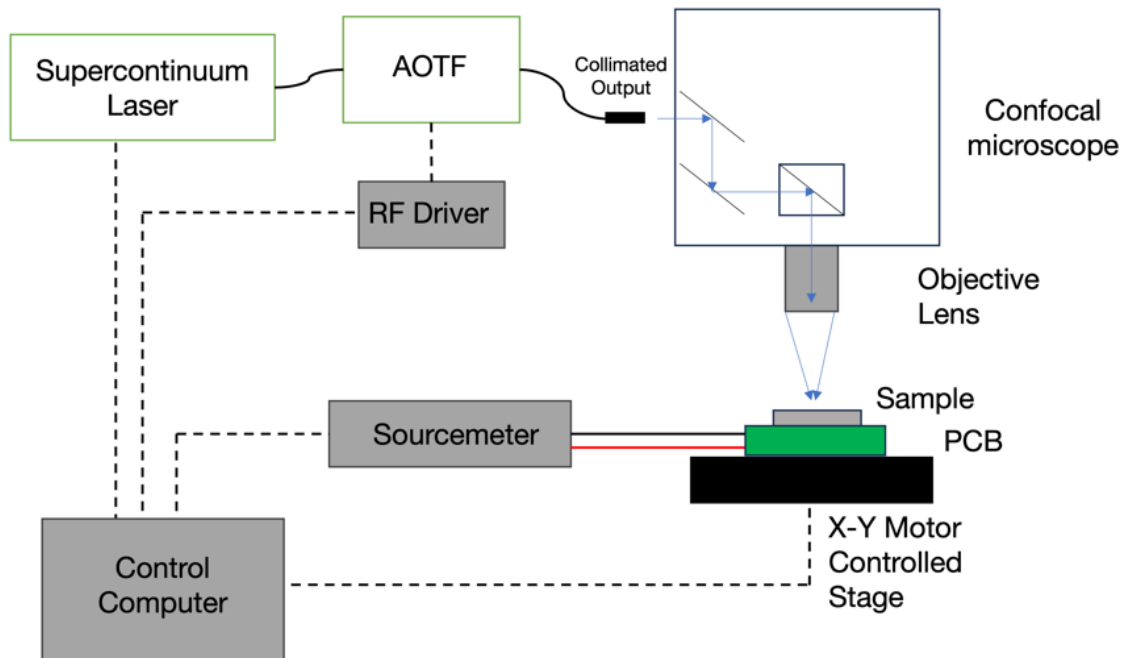 Supercontinuum
Laser
AOTF
Collimated
Output
Confocal
microscope
RF Driver
Objective
Lens
Sample
Sourcemeter
PCB
X-Y Motor
Controlled
Stage
Control
Computer